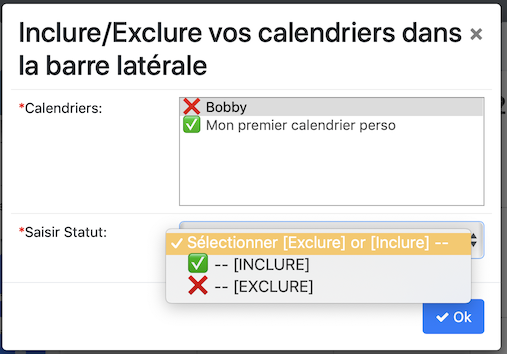 Inclure/Exclure vos calendriers dans
la barre latérale
×
*Calendriers:
❌ Bobby
✅ Mon premier calendrier perso
*Saisir Statut:
✓ Sélectionner [Exclure] or [Inclure] --
✅ -- [INCLURE]
❌ -- [EXCLURE]
✔ Ok